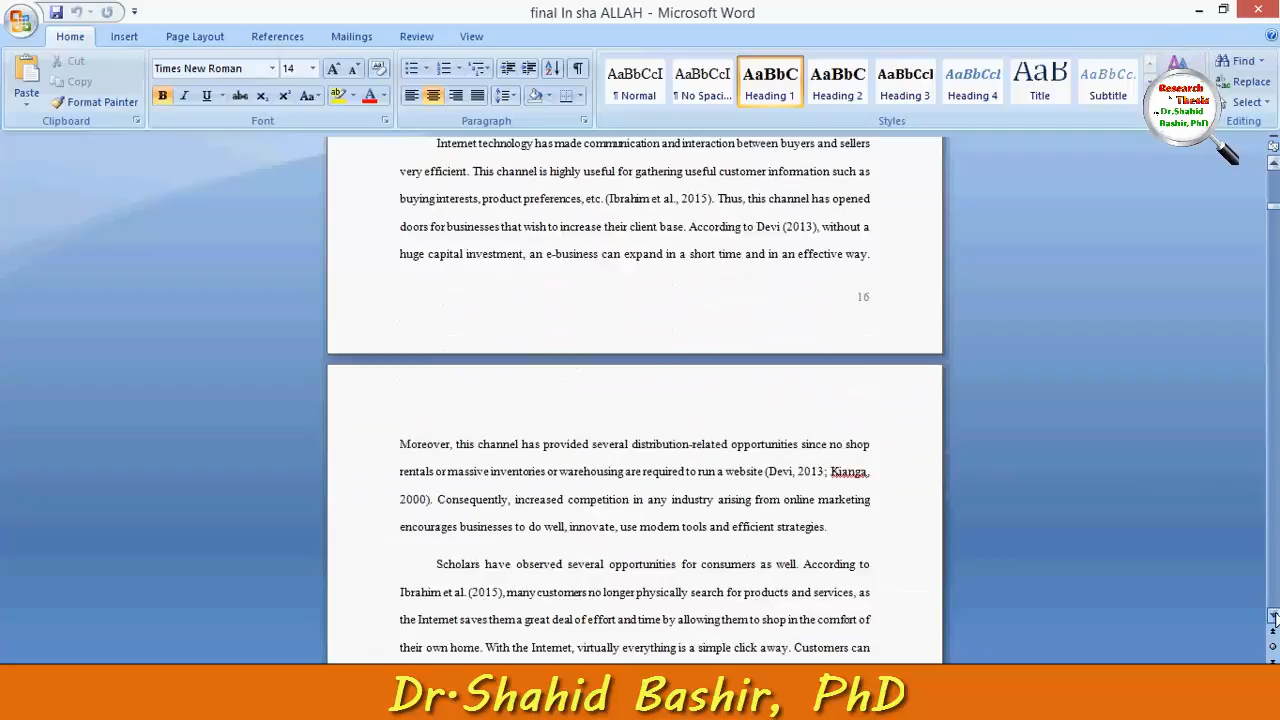 final In sha ALLAH - Microsoft Word
Home Insert Page Layout References Mailings Review View
Paste
Cut
Copy
Format Painter
Clipboard
Times New Roman 14
B I U abc x₂ x² Aa
Font
Paragraph
AaBbCcI AaBbCcI AaBbC AaBbCc AaBbCcI AaBbCcI AaB AaBbCc.
¶ Normal ¶ No Spaci... Heading 1 Heading 2 Heading 3 Heading 4 Title Subtitle
Styles
Find
Replace
Select
Editing
Research
Thesis
Dr.Shahid
Bashir, PhD
Internet technology has made communication and interaction between buyers and sellers
very efficient. This channel is highly useful for gathering useful customer information such as
buying interests, product preferences, etc. (Ibrahim et al., 2015). Thus, this channel has opened
doors for businesses that wish to increase their client base. According to Devi (2013), without a
huge capital investment, an e-business can expand in a short time and in an effective way.
16
Moreover, this channel has provided several distribution-related opportunities since no shop
rentals or massive inventories or warehousing are required to run a website (Devi, 2013; Kianga,
2000). Consequently, increased competition in any industry arising from online marketing
encourages businesses to do well, innovate, use modern tools and efficient strategies.
Scholars have observed several opportunities for consumers as well. According to
Ibrahim et al. (2015), many customers no longer physically search for products and services, as
the Internet saves them a great deal of effort and time by allowing them to shop in the comfort of
their own home. With the Internet, virtually everything is a simple click away. Customers can
Dr.Shahid Bashir, PhD